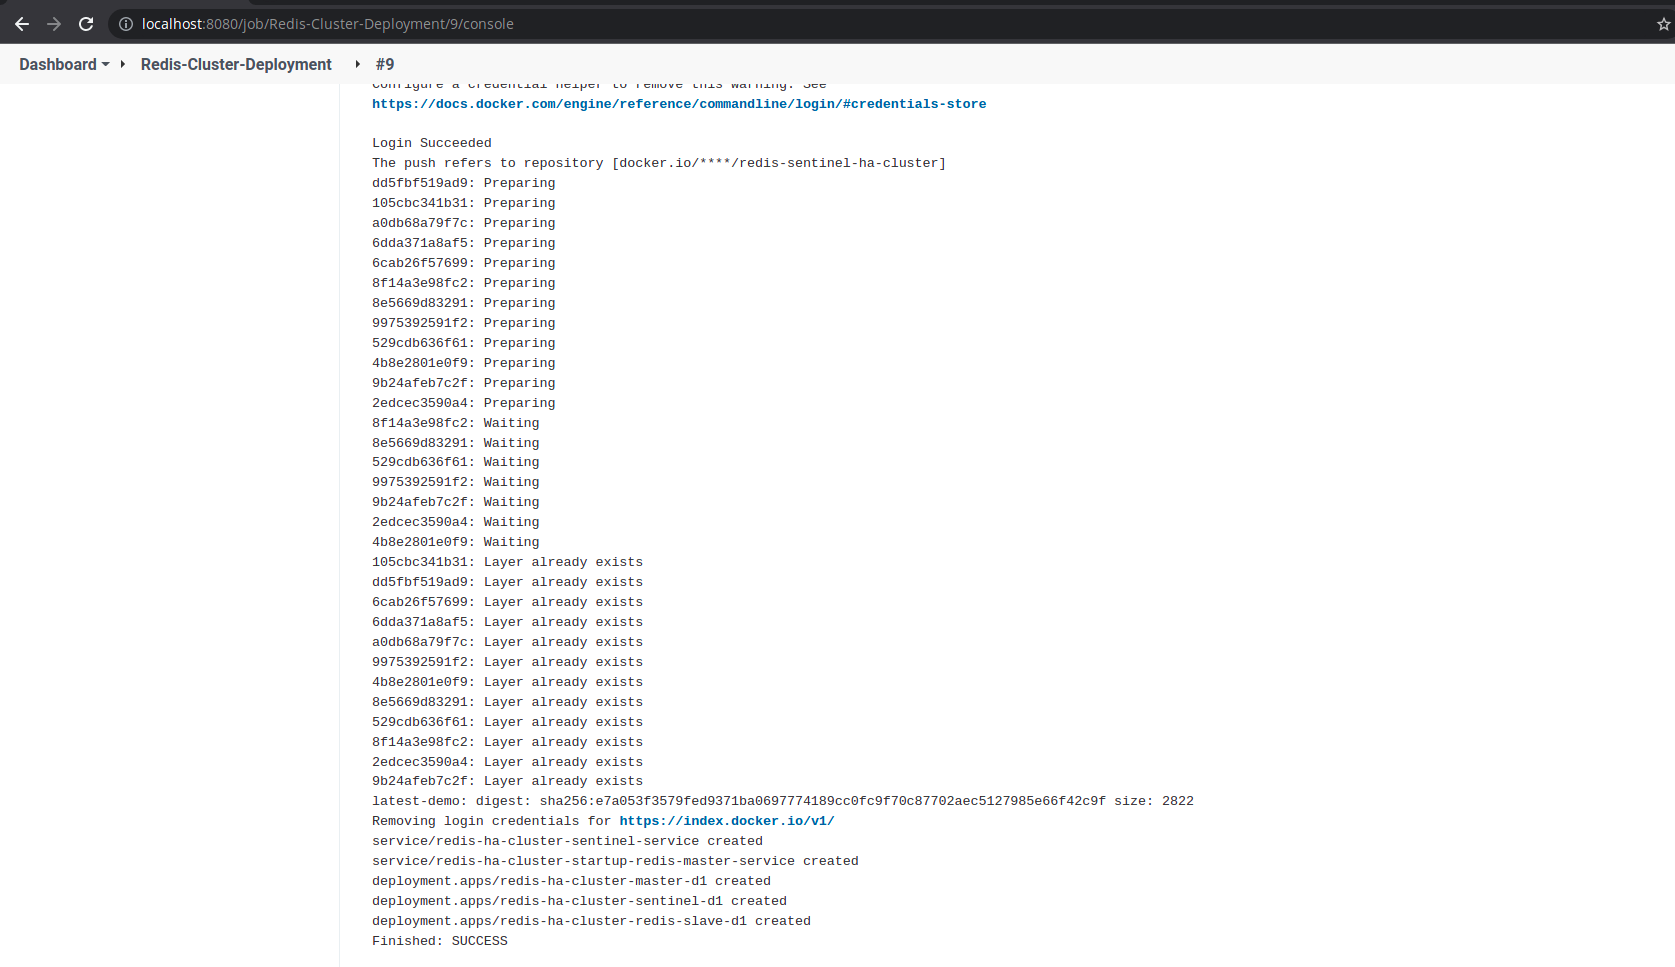 localhost:8080/job/Redis-Cluster-Deployment/9/console
Dashboard Redis-Cluster-Deployment #9
Configure a credential helper to remove this warning. See
https://docs.docker.com/engine/reference/commandline/login/#credentials-store
Login Succeeded
The push refers to repository [docker.io/****/redis-sentinel-ha-cluster]
dd5fbf519ad9: Preparing
105cbc341b31: Preparing
a0db68a79f7c: Preparing
6dda371a8af5: Preparing
6cab26f57699: Preparing
8f14a3e98fc2: Preparing
8e5669d83291: Preparing
9975392591f2: Preparing
529cdb636f61: Preparing
4b8e2801e0f9: Preparing
9b24afeb7c2f: Preparing
2edcec3590a4: Preparing
8f14a3e98fc2: Waiting
8e5669d83291: Waiting
529cdb636f61: Waiting
9975392591f2: Waiting
9b24afeb7c2f: Waiting
2edcec3590a4: Waiting
4b8e2801e0f9: Waiting
105cbc341b31: Layer already exists
dd5fbf519ad9: Layer already exists
6cab26f57699: Layer already exists
6dda371a8af5: Layer already exists
a0db68a79f7c: Layer already exists
9975392591f2: Layer already exists
4b8e2801e0f9: Layer already exists
8e5669d83291: Layer already exists
529cdb636f61: Layer already exists
8f14a3e98fc2: Layer already exists
2edcec3590a4: Layer already exists
9b24afeb7c2f: Layer already exists
latest-demo: digest: sha256:e7a053f3579fed9371ba0697774189cc0fc9f70c87702aec5127985e66f42c9f size: 2822
Removing login credentials for https://index.docker.io/v1/
service/redis-ha-cluster-sentinel-service created
service/redis-ha-cluster-startup-redis-master-service created
deployment.apps/redis-ha-cluster-master-d1 created
deployment.apps/redis-ha-cluster-sentinel-d1 created
deployment.apps/redis-ha-cluster-redis-slave-d1 created
Finished: SUCCESS